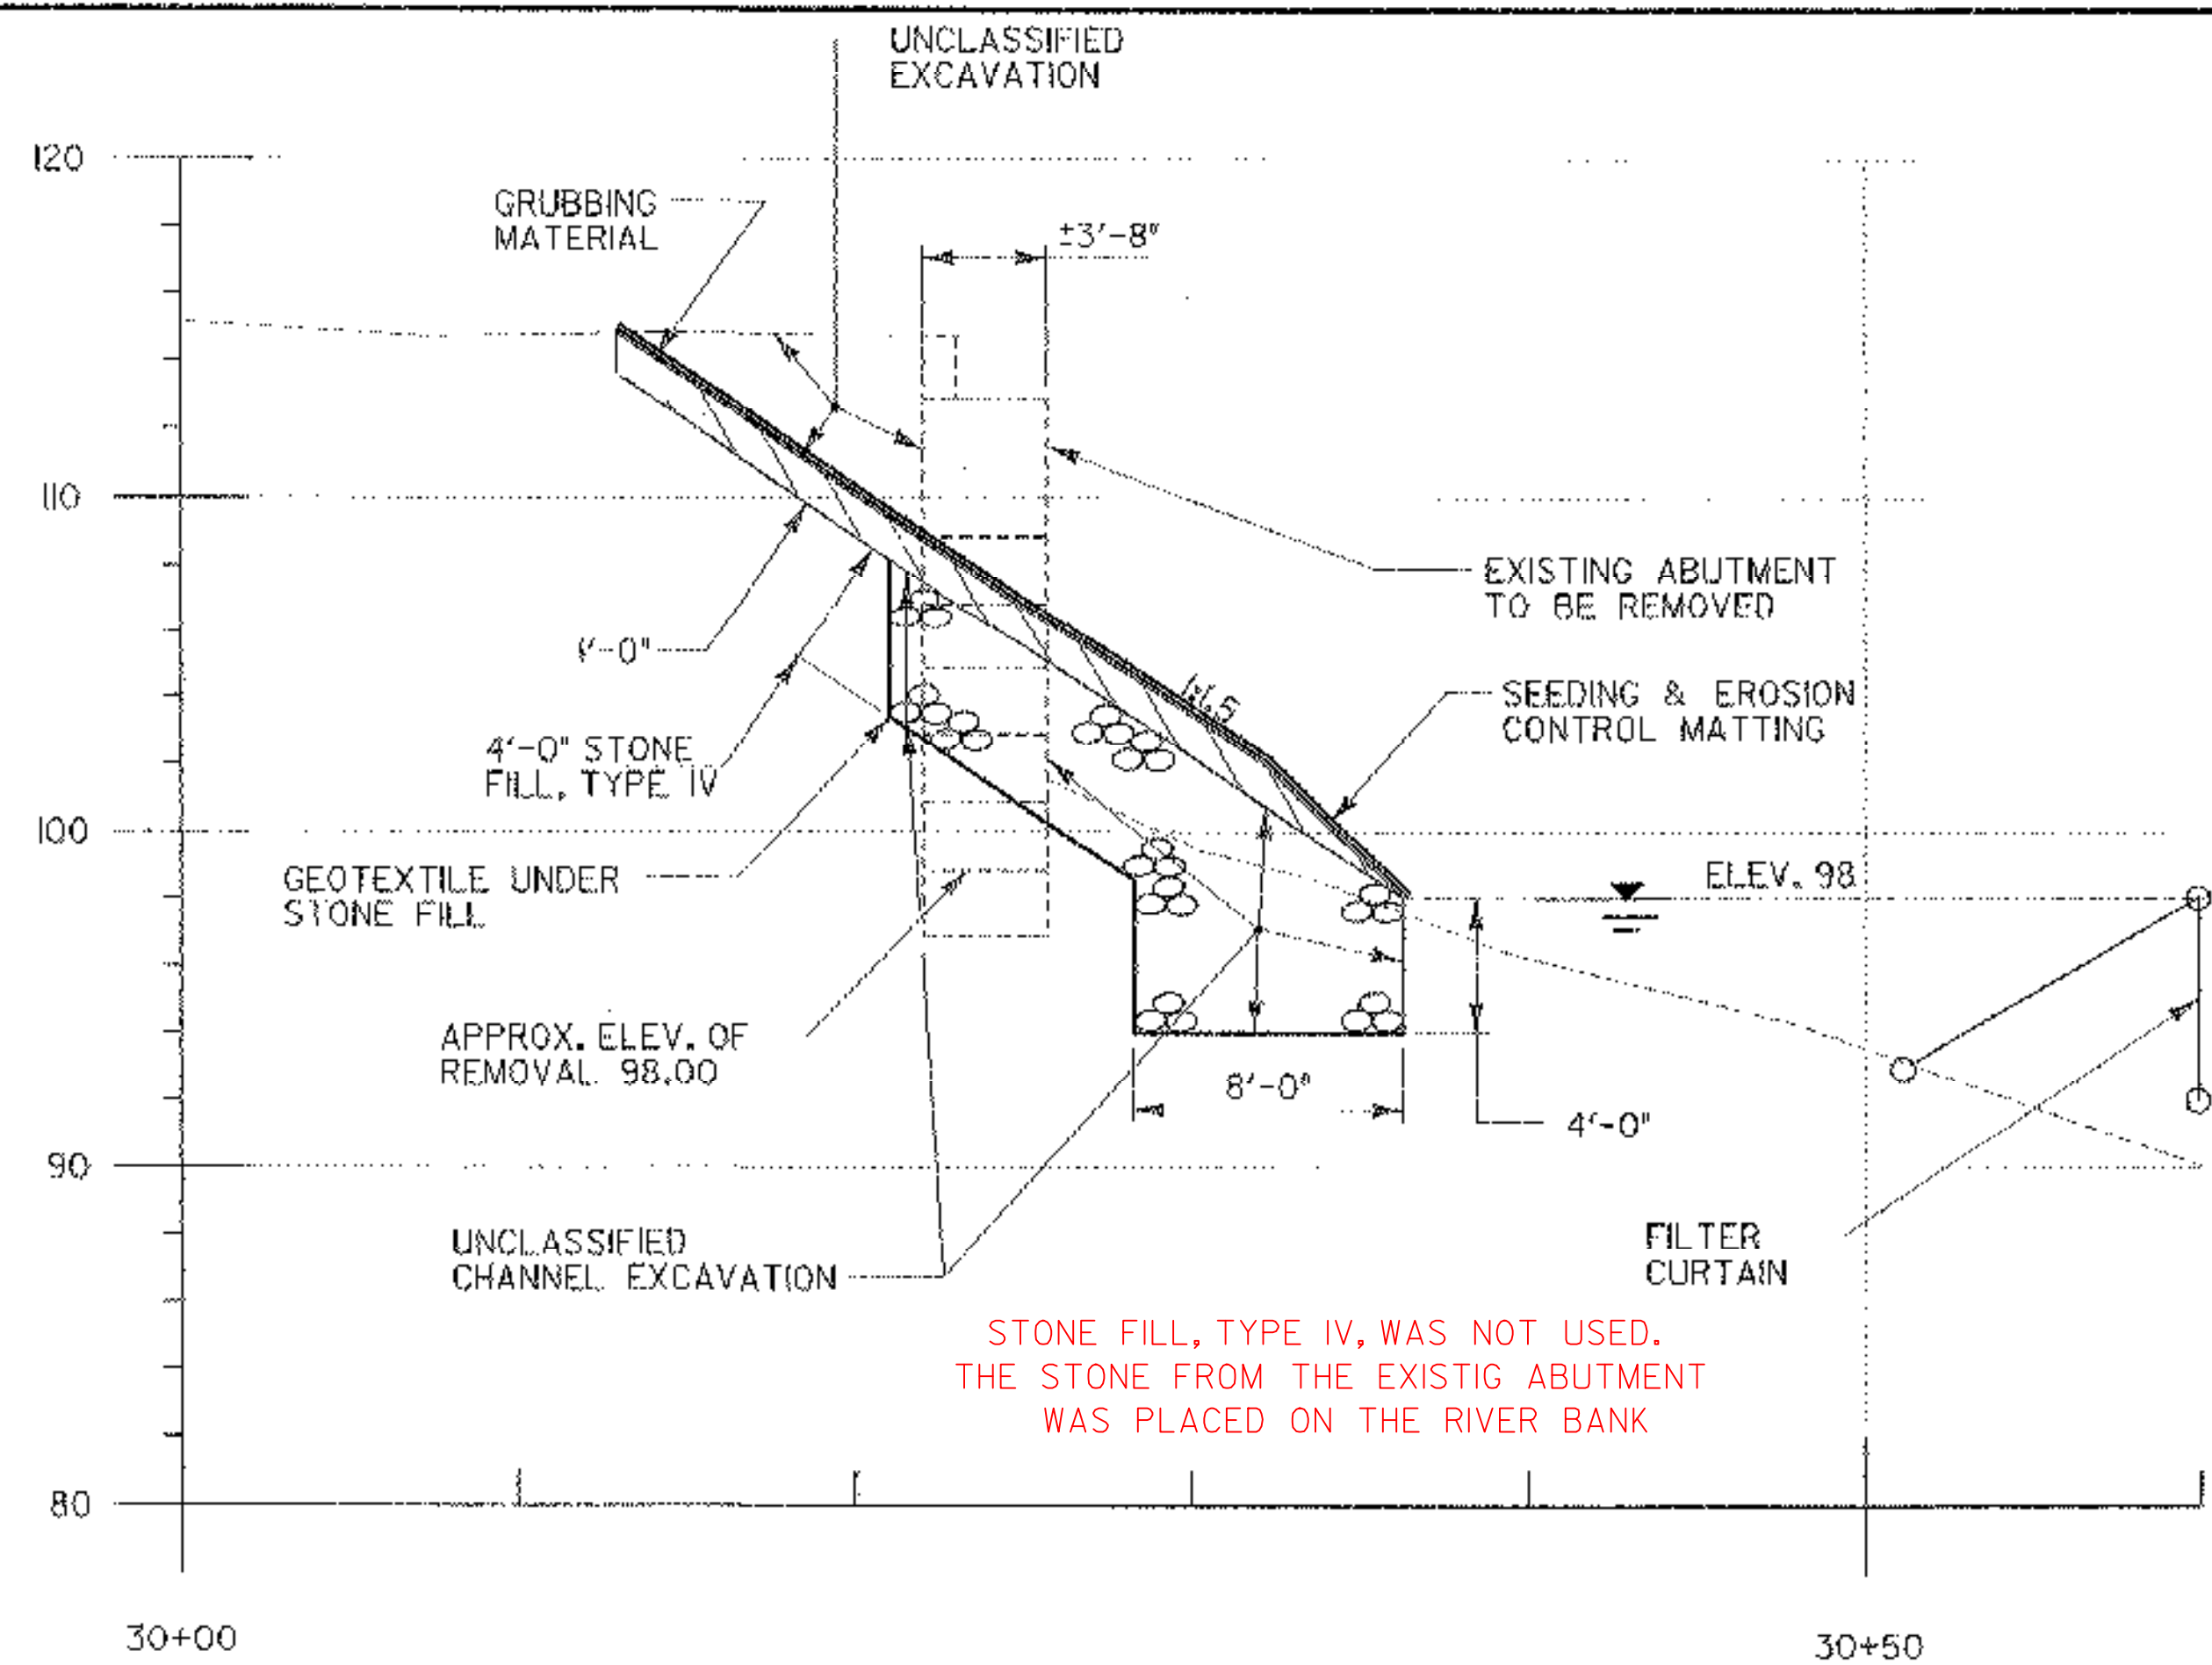 UNCLASSIFIED
EXCAVATION
120
GRUBBING
MATERIAL
±3'-8"
110
EXISTING ABUTMENT
TO BE REMOVED
1'-0"
1:1.5
SEEDING & EROSION
CONTROL MATTING
4'-0" STONE
FILL, TYPE IV
100
GEOTEXTILE UNDER
STONE FILL
ELEV. 98
APPROX. ELEV. OF
REMOVAL 98.00
8'-0"
4'-0"
90
UNCLASSIFIED
CHANNEL EXCAVATION
FILTER
CURTAIN
STONE FILL, TYPE IV, WAS NOT USED.
THE STONE FROM THE EXISTIG ABUTMENT
WAS PLACED ON THE RIVER BANK
80
30+00
30+50